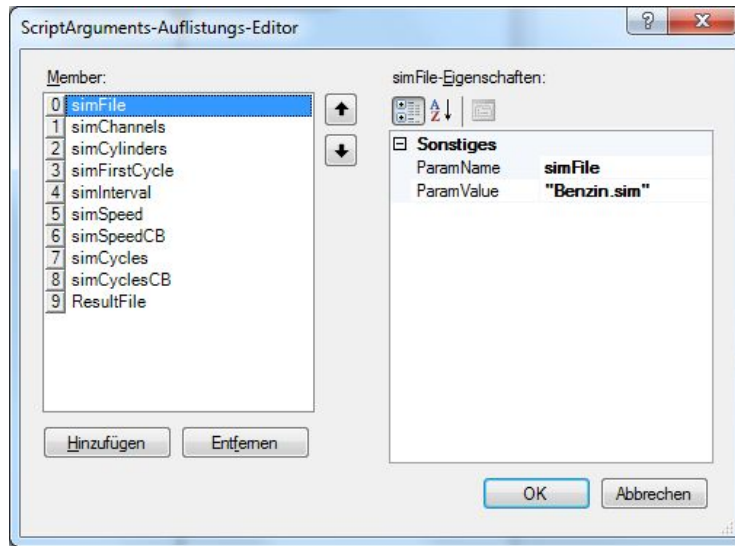 ScriptArguments-Auflistungs-Editor
Member:
0 simFile
1 simChannels
2 simCylinders
3 simFirstCycle
4 simInterval
5 simSpeed
6 simSpeedCB
7 simCycles
8 simCyclesCB
9 ResultFile
Hinzufügen
Entfernen
simFile-Eigenschaften:
A
Z
Sonstiges
ParamName simFile
ParamValue "Benzin.sim"
OK
Abbrechen